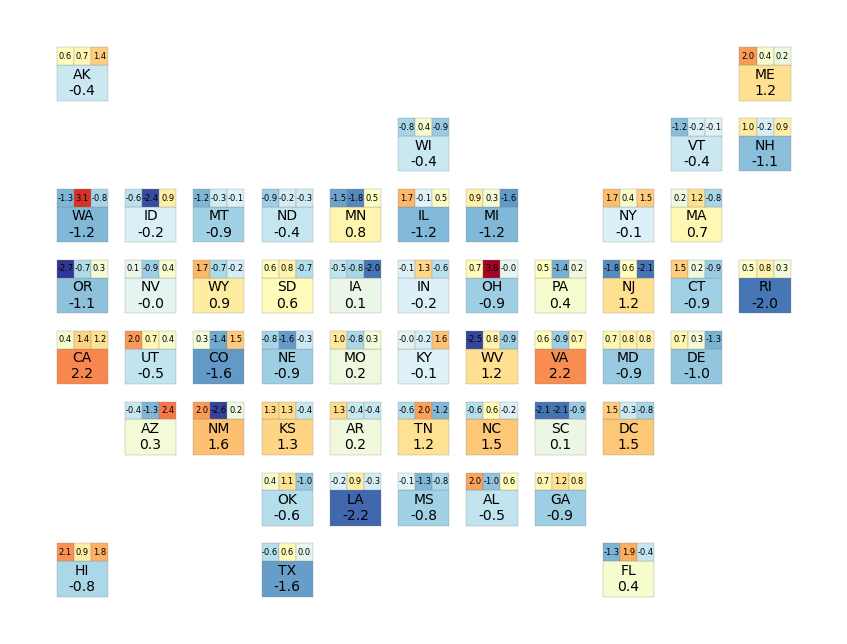 0.6 0.7 1.4
AK
-0.4
2.0 0.4 0.2
ME
1.2
-0.8 0.4 -0.9
WI
-0.4
-1.2 -0.2 -0.1
VT
-0.4
1.0 -0.2 0.9
NH
-1.1
-1.3 3.1 -0.8
WA
-1.2
-0.6 -2.4 0.9
ID
-0.2
-1.2 -0.3 -0.1
MT
-0.9
-0.9 -0.2 -0.3
ND
-0.4
-1.5 -1.8 0.5
MN
0.8
1.7 -0.1 0.5
IL
-1.2
0.9 0.3 -1.6
MI
-1.2
1.7 0.4 1.5
NY
-0.1
0.2 1.2 -0.8
MA
0.7
-2.7 -0.7 0.3
OR
-1.1
0.1 -0.9 0.4
NV
-0.0
1.7 -0.7 -0.2
WY
0.9
0.6 0.8 -0.7
SD
0.6
-0.5 -0.8 -2.0
IA
0.1
-0.1 1.3 -0.6
IN
-0.2
0.7 3.8 -0.0
OH
-0.9
0.5 -1.4 0.2
PA
0.4
-1.8 0.6 -2.1
NJ
1.2
1.5 0.2 -0.9
CT
-0.9
0.5 0.8 0.3
RI
-2.0
0.4 1.4 1.2
CA
2.2
2.0 0.7 0.4
UT
-0.5
0.3 -1.4 1.5
CO
-1.6
-0.8 -1.6 -0.3
NE
-0.9
1.0 -0.8 0.3
MO
0.2
-0.0 -0.2 1.6
KY
-0.1
-2.5 0.8 -0.9
WV
1.2
0.6 -0.9 0.7
VA
2.2
0.7 0.8 0.8
MD
-0.9
0.7 0.3 -1.3
DE
-1.0
-0.4 -1.3 2.4
AZ
0.3
2.0 -2.6 0.2
NM
1.6
1.3 1.3 -0.4
KS
1.3
1.3 -0.4 -0.4
AR
0.2
-0.6 2.0 -1.2
TN
1.2
-0.6 0.6 -0.2
NC
1.5
-2.1 -2.1 -0.9
SC
0.1
1.5 -0.3 -0.8
DC
1.5
0.4 1.1 -1.0
OK
-0.6
-0.2 0.9 -0.3
LA
-2.2
-0.1 -1.3 -0.8
MS
-0.8
2.0 -1.0 0.6
AL
-0.5
0.7 1.2 0.8
GA
-0.9
2.1 0.9 1.8
HI
-0.8
-0.6 0.6 0.0
TX
-1.6
-1.3 1.9 -0.4
FL
0.4